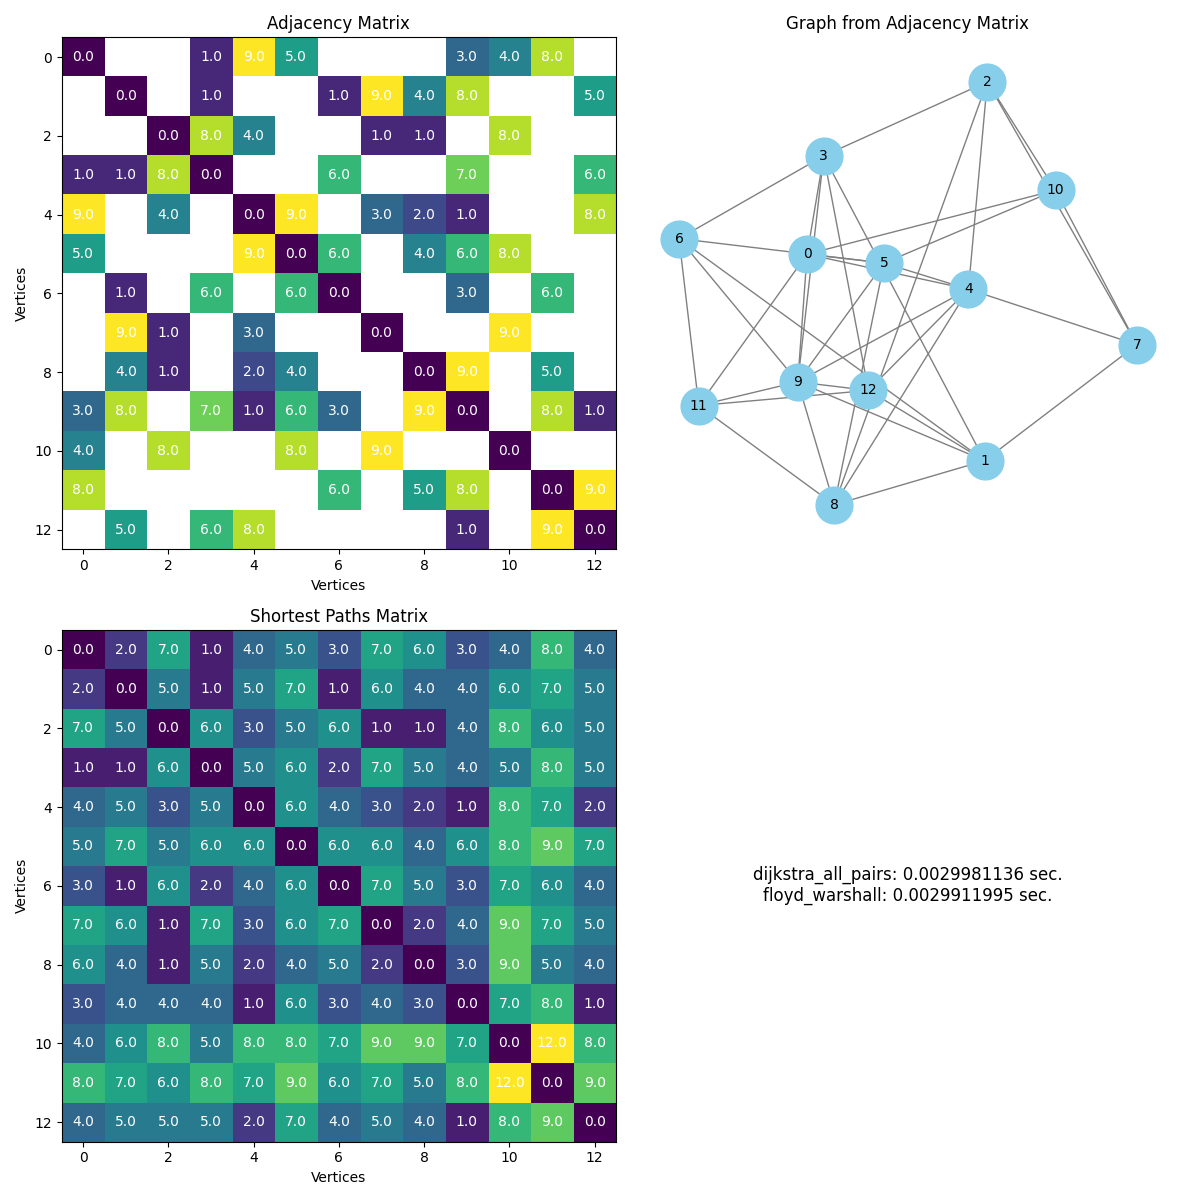 Adjacency Matrix
0 0.0 1.0 9.0 5.0 3.0 4.0 8.0
0.0 1.0 1.0 9.0 4.0 8.0 5.0
2 0.0 8.0 4.0 1.0 1.0 8.0
1.0 1.0 8.0 0.0 6.0 7.0 6.0
4 9.0 4.0 0.0 9.0 3.0 2.0 1.0 8.0
5.0 9.0 0.0 6.0 4.0 6.0 8.0
6 1.0 6.0 6.0 0.0 3.0 6.0
9.0 1.0 3.0 0.0 9.0
8 4.0 1.0 2.0 4.0 0.0 9.0 5.0
3.0 8.0 7.0 1.0 6.0 3.0 9.0 0.0 8.0 1.0
10 4.0 8.0 8.0 9.0 0.0
8.0 6.0 5.0 8.0 0.0 9.0
12 5.0 6.0 8.0 1.0 9.0 0.0
0 2 4 6 8 10 12
Vertices
Vertices
Graph from Adjacency Matrix
2
3
10
6
0
5
4
7
9
12
11
1
8
Shortest Paths Matrix
0 0.0 2.0 7.0 1.0 4.0 5.0 3.0 7.0 6.0 3.0 4.0 8.0 4.0
2.0 0.0 5.0 1.0 5.0 7.0 1.0 6.0 4.0 4.0 6.0 7.0 5.0
2 7.0 5.0 0.0 6.0 3.0 5.0 6.0 1.0 1.0 4.0 8.0 6.0 5.0
1.0 1.0 6.0 0.0 5.0 6.0 2.0 7.0 5.0 4.0 5.0 8.0 5.0
4 4.0 5.0 3.0 5.0 0.0 6.0 4.0 3.0 2.0 1.0 8.0 7.0 2.0
5.0 7.0 5.0 6.0 6.0 0.0 6.0 6.0 4.0 6.0 8.0 9.0 7.0
6 3.0 1.0 6.0 2.0 4.0 6.0 0.0 7.0 5.0 3.0 7.0 6.0 4.0
7.0 6.0 1.0 7.0 3.0 6.0 7.0 0.0 2.0 4.0 9.0 7.0 5.0
8 6.0 4.0 1.0 5.0 2.0 4.0 5.0 2.0 0.0 3.0 9.0 5.0 4.0
3.0 4.0 4.0 4.0 1.0 6.0 3.0 4.0 3.0 0.0 7.0 8.0 1.0
10 4.0 6.0 8.0 5.0 8.0 8.0 7.0 9.0 9.0 7.0 0.0 12.0 8.0
8.0 7.0 6.0 8.0 7.0 9.0 6.0 7.0 5.0 8.0 12.0 0.0 9.0
12 4.0 5.0 5.0 5.0 2.0 7.0 4.0 5.0 4.0 1.0 8.0 9.0 0.0
0 2 4 6 8 10 12
Vertices
Vertices
dijkstra_all_pairs: 0.0029981136 sec.
floyd_warshall: 0.0029911995 sec.